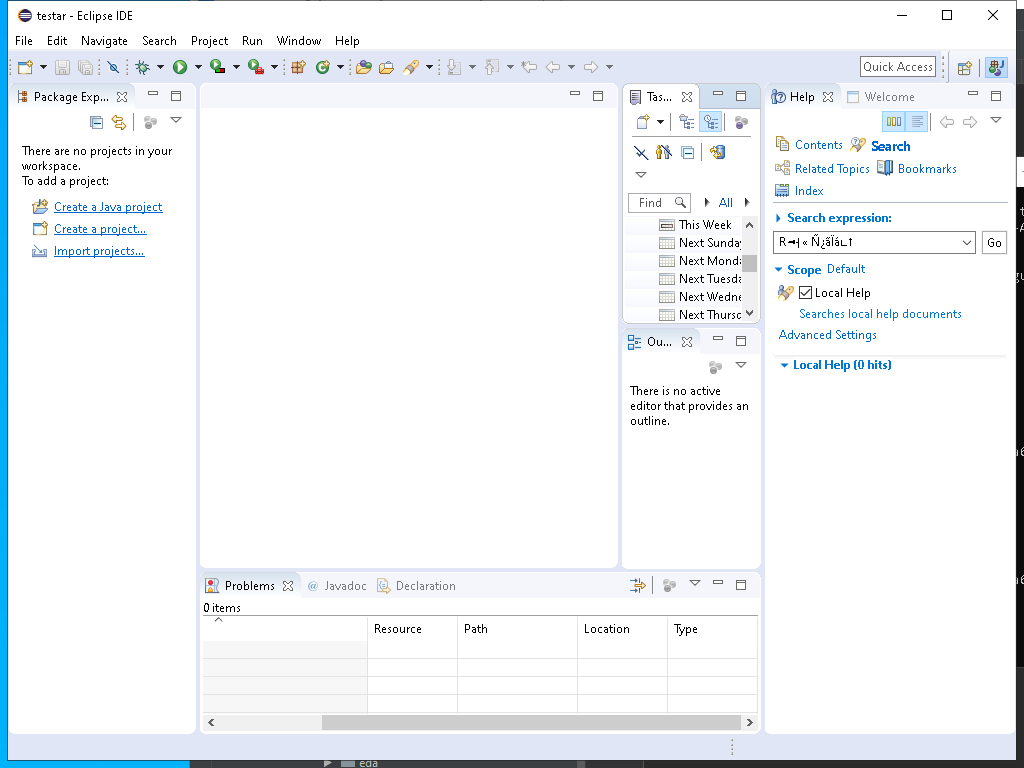 testar - Eclipse IDE
File Edit Navigate Search Project Run Window Help
Quick Access
Package Exp...
There are no projects in your
workspace.
To add a project:
Create a Java project
Create a project...
Import projects...
Tas...
Find
All
This Week
Next Sunday
Next Monda
Next Tuesda
Next Wedne
Next Thursd
Ou...
There is no active
editor that provides an
outline.
Help Welcome
Contents Search
Related Topics Bookmarks
Index
Search expression:
Go
Scope Default
Local Help
Searches local help documents
Advanced Settings
Local Help (0 hits)
Problems @ Javadoc Declaration
0 items
Resource Path Location Type
eda